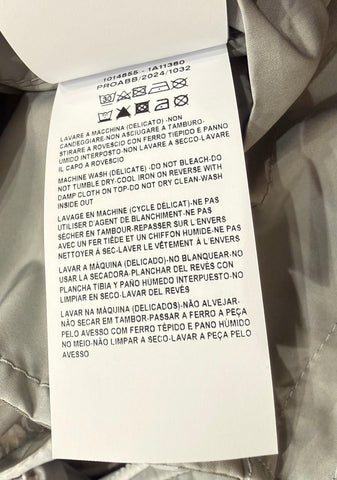 1014855 - 1A11360
PROABB/2024/1032
LAVARE A MACCHINA (DELICATO) -NON
CANDEGGIARE-NON ASCIUGARE A TAMBURO-
STIRARE A ROVESCIO CON FERRO TIEPIDO E PANNO
UMIDO INTERPOSTO-NON LAVARE A SECCO-LAVARE
IL CAPO A ROVESCIO
MACHINE WASH (DELICATE) -DO NOT BLEACH-DO
NOT TUMBLE DRY-COOL IRON ON REVERSE WITH
DAMP CLOTH ON TOP-DO NOT DRY CLEAN-WASH
INSIDE OUT
LAVAGE EN MACHINE (CYCLE DÉLICAT)-NE PAS
UTILISER D'AGENT DE BLANCHIMENT-NE PAS
SÉCHER EN TAMBOUR-REPASSER SUR L'ENVERS
AVEC UN FER TIÈDE ET UN CHIFFON HUMIDE-NE PAS
NETTOYER À SEC-LAVER LE VÊTEMENT À L'ENVERS
LAVAR A MÁQUINA (DELICADO)-NO BLANQUEAR-NO
USAR LA SECADORA-PLANCHAR DEL REVÉS CON
PLANCHA TIBIA Y PAÑO HÚMEDO INTERPUESTO-NO
LIMPIAR EN SECO-LAVAR DEL REVÉS
LAVAR NA MÁQUINA (DELICADOS)-NÃO ALVEJAR-
NÃO SECAR EM TAMBOR-PASSAR A FERRO A PEÇA
PELO AVESSO COM FERRO TÉPIDO E PANO HÚMIDO
NO MEIO-NÃO LIMPAR A SECO-LAVAR A PEÇA PELO
AVESSO